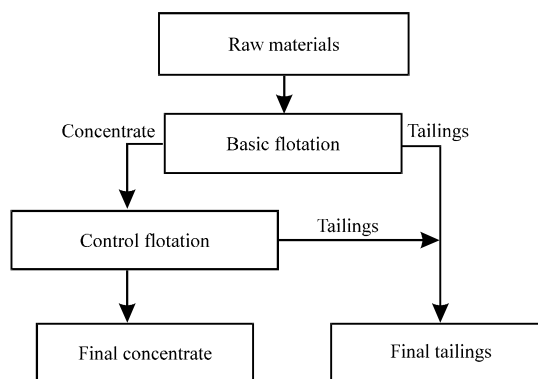 Raw materials
Concentrate
Tailings
Basic flotation
Control flotation
Tailings
Final concentrate
Final tailings